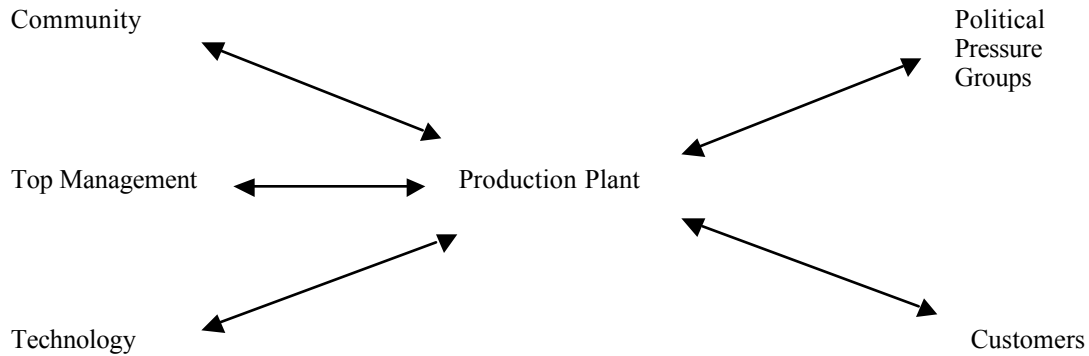 Community
Political
Pressure
Groups
Top Management
Production Plant
Technology
Customers